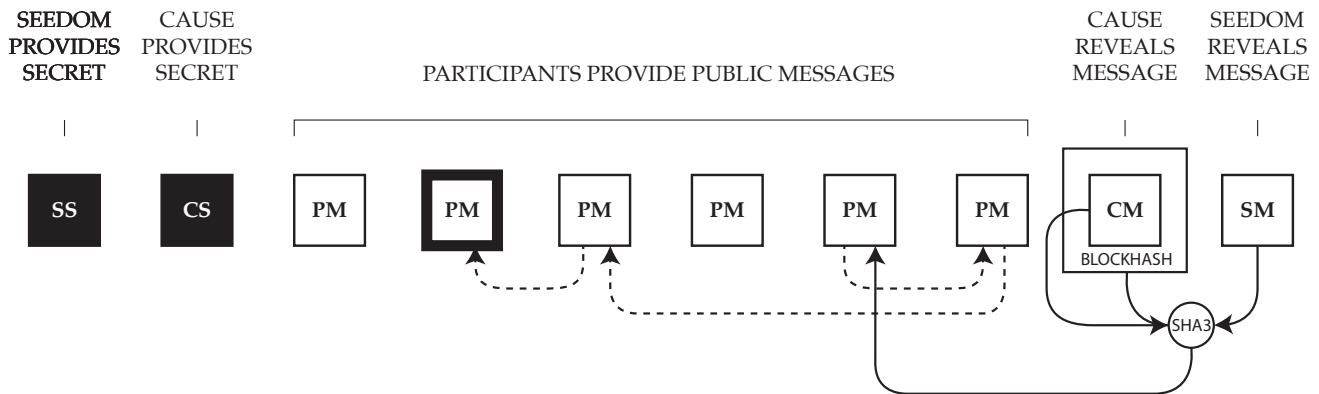 SEEDOM
PROVIDES
SECRET
CAUSE
PROVIDES
SECRET
PARTICIPANTS PROVIDE PUBLIC MESSAGES
CAUSE
REVEALS
MESSAGE
SEEDOM
REVEALS
MESSAGE
SS
CS
PM
PM
PM
PM
PM
PM
CM
BLOCKHASH
SM
SHA3